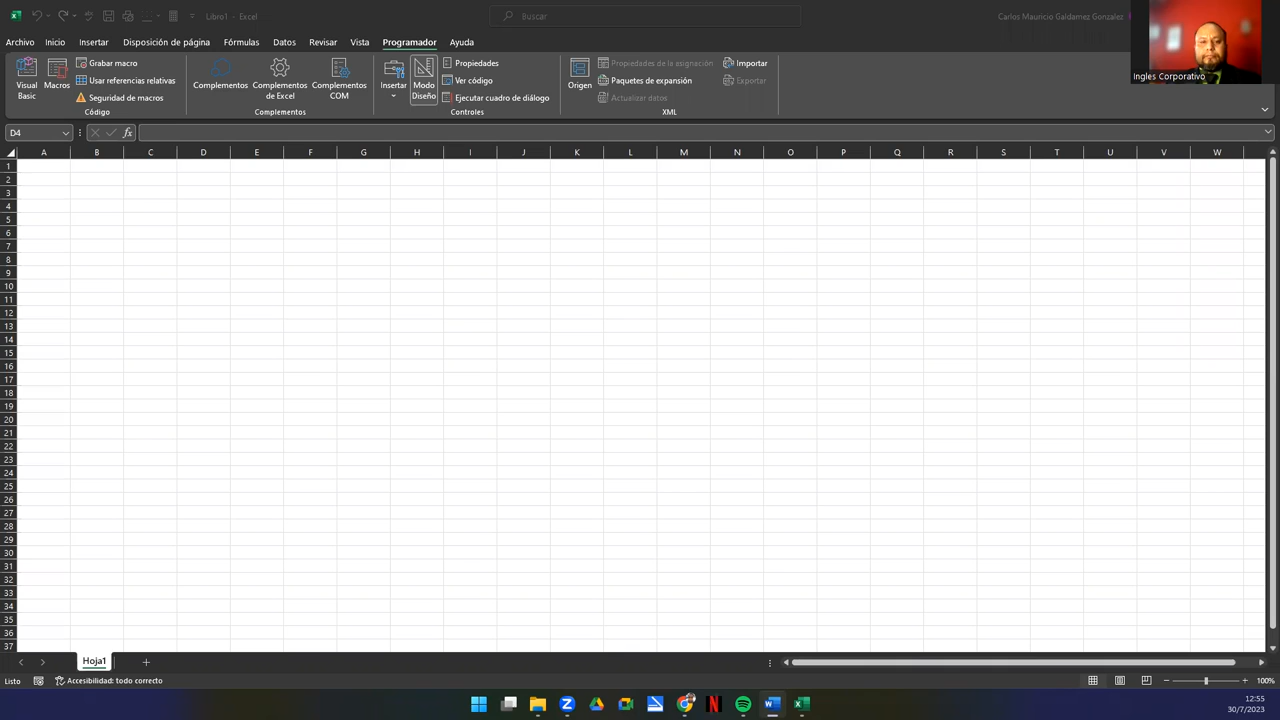 Libro1 - Excel
Buscar
Carlos Mauricio Galdamez Gonzalez
Archivo Inicio Insertar Disposición de página Fórmulas Datos Revisar Vista Programador Ayuda
Visual Basic
Macros
Grabar macro
Usar referencias relativas
Seguridad de macros
Código
Complementos
Complementos de Excel
Complementos COM
Complementos
Insertar
Modo Diseño
Propiedades
Ver código
Ejecutar cuadro de diálogo
Controles
Origen
Propiedades de la asignación
Paquetes de expansión
Actualizar datos
Importar
Exportar
XML
Ingles Corporativo
D4
fx
A B C D E F G H I J K L M N O P Q R S T U V W
1
2
3
4
5
6
7
8
9
10
11
12
13
14
15
16
17
18
19
20
21
22
23
24
25
26
27
28
29
30
31
32
33
34
35
36
37
Hoja1
Listo
Accesibilidad: todo correcto
100%
12:55
30/7/2023